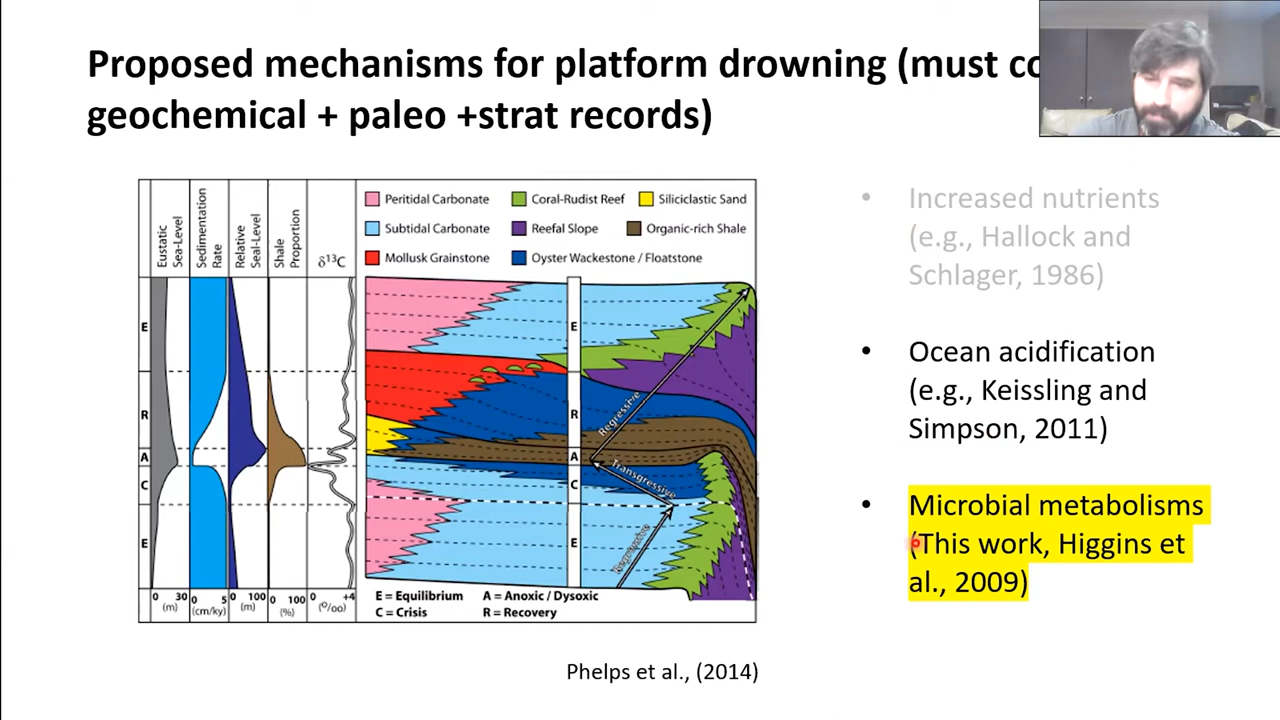 Proposed mechanisms for platform drowning (must co
geochemical + paleo +strat records)
Eustatic
Sea-Level
Sedimentation
Rate
Relative
Seal-Level
Shale
Proportion
δ¹³C
Peritidal Carbonate
Coral-Rudist Reef
Siliciclastic Sand
Subtidal Carbonate
Reefal Slope
Organic-rich Shale
Mollusk Grainstone
Oyster Wackestone / Floatstone
E
R
A
C
E
E
R
A
C
E
Regressive
Transgressive
Regressive
0 30
(m)
0 5
(cm/ky)
0 100
(m)
0 100
(%)
0 +4
(⁰/oo)
E = Equilibrium
A = Anoxic / Dysoxic
C = Crisis
R = Recovery
Phelps et al., (2014)
• Increased nutrients
(e.g., Hallock and
Schlager, 1986)
• Ocean acidification
(e.g., Keissling and
Simpson, 2011)
• Microbial metabolisms
(This work, Higgins et
al., 2009)